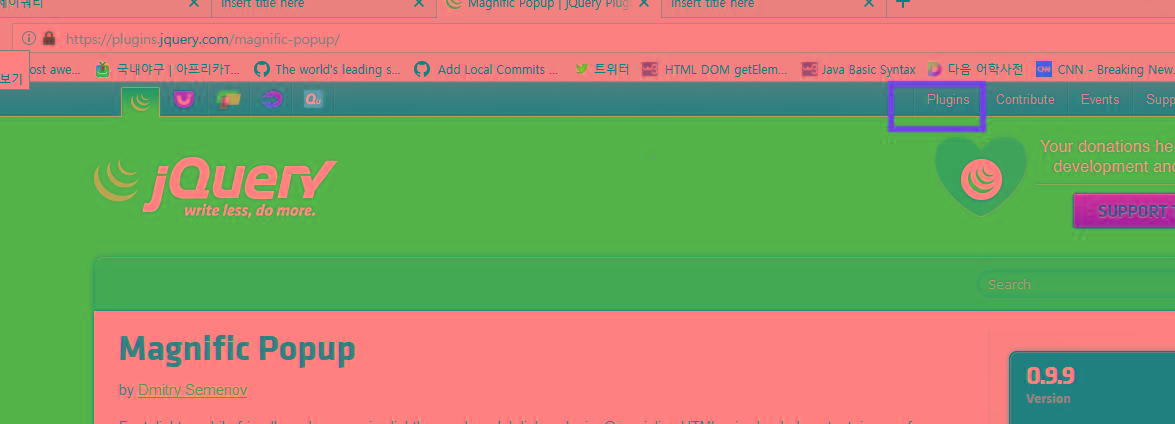 Insert title here
Magnific Popup | jQuery Plug
Insert title here
https://plugins.jquery.com/magnific-popup/
보기
ost awe...
국내야구 | 아프리카T...
The world's leading s...
Add Local Commits ...
트위터
HTML DOM getElem...
Java Basic Syntax
다음 어학사전
CNN - Breaking New
Plugins
Contribute
Events
Supp
jQuery
write less, do more.
Your donations he
development and
SUPPORT T
Search
Magnific Popup
by Dmitry Semenov
0.9.9
Version